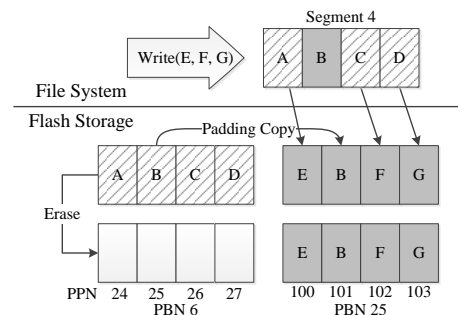 Segment 4
Write(E, F, G)
A B C D
File System
Flash Storage
Padding Copy
A B C D E B F G
Erase
E B F G
PPN 24 25 26 27 100 101 102 103
PBN 6 PBN 25